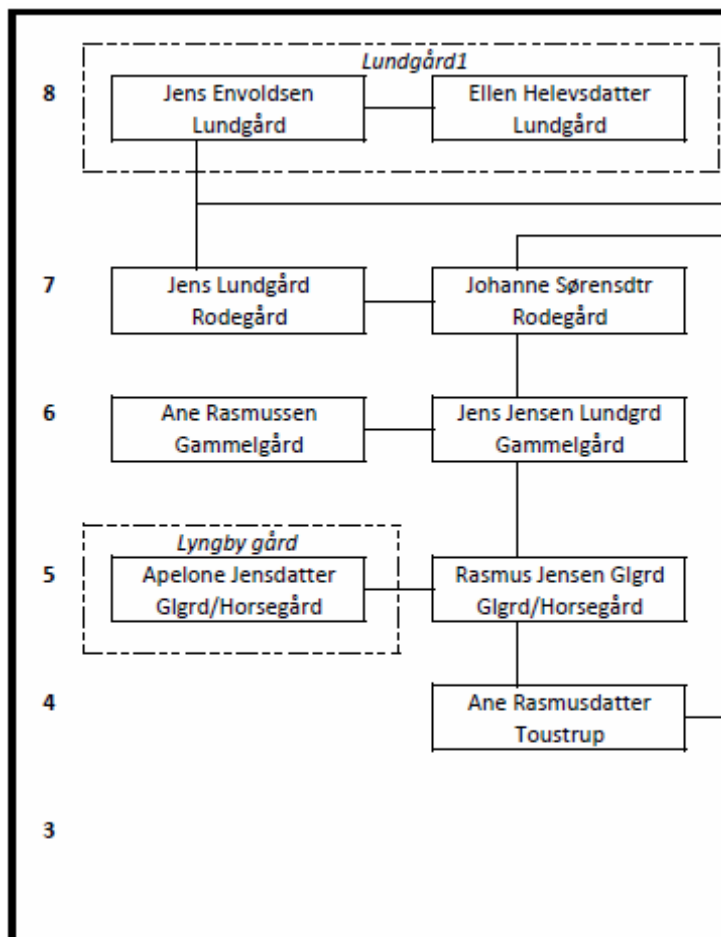 Lundgård1
8
Jens Envoldsen
Lundgård
Ellen Helevsdatter
Lundgård
7
Jens Lundgård
Rodegård
Johanne Sørensdtr
Rodegård
6
Ane Rasmussen
Gammelgård
Jens Jensen Lundgrd
Gammelgård
Lyngby gård
5
Apelone Jensdatter
Glgrd/Horsegård
Rasmus Jensen Glgrd
Glgrd/Horsegård
4
Ane Rasmusdatter
Toustrup
3